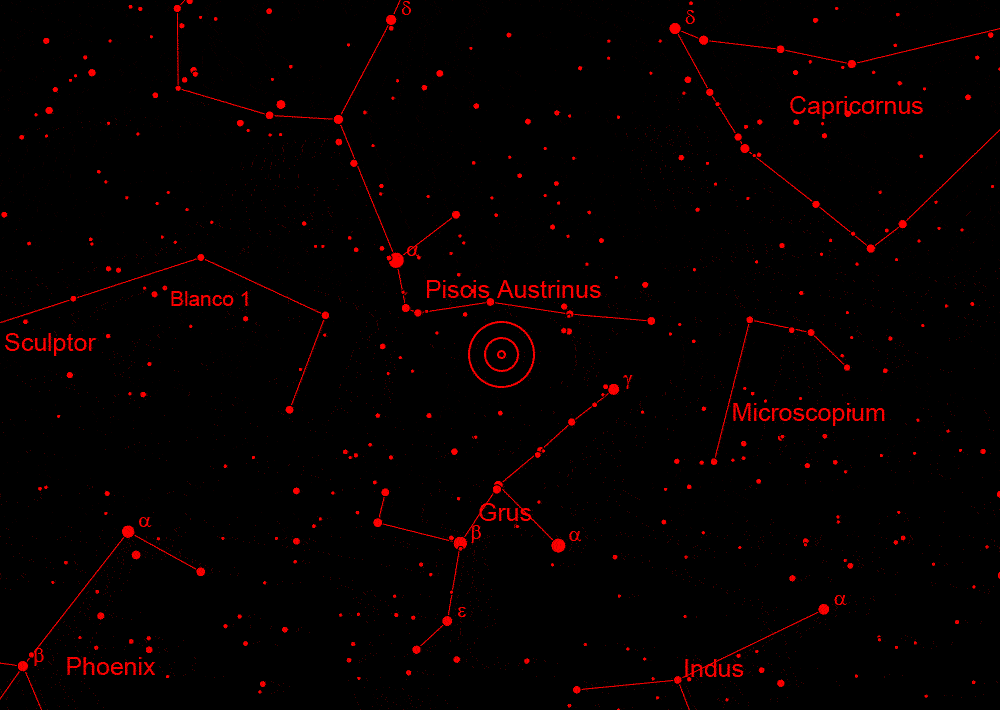 δ
δ
Capricornus
α
Piscis Austrinus
Blanco 1
Sculptor
γ
Microscopium
Grus
α
β
α
ε
α
β
Phoenix
Indus